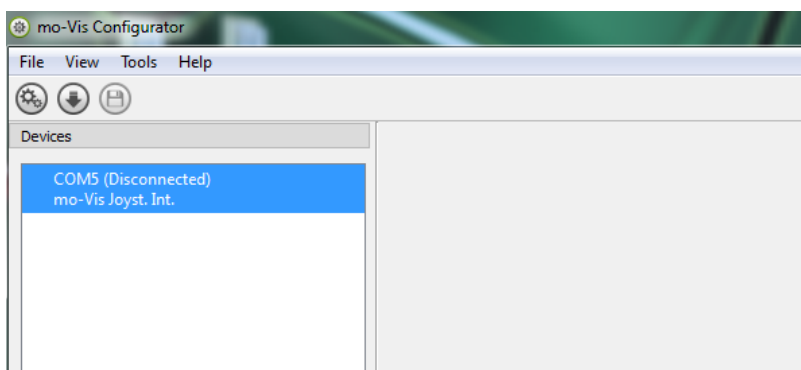 mo-Vis Configurator
File View Tools Help
Devices
COM5 (Disconnected)
mo-Vis Joyst. Int.